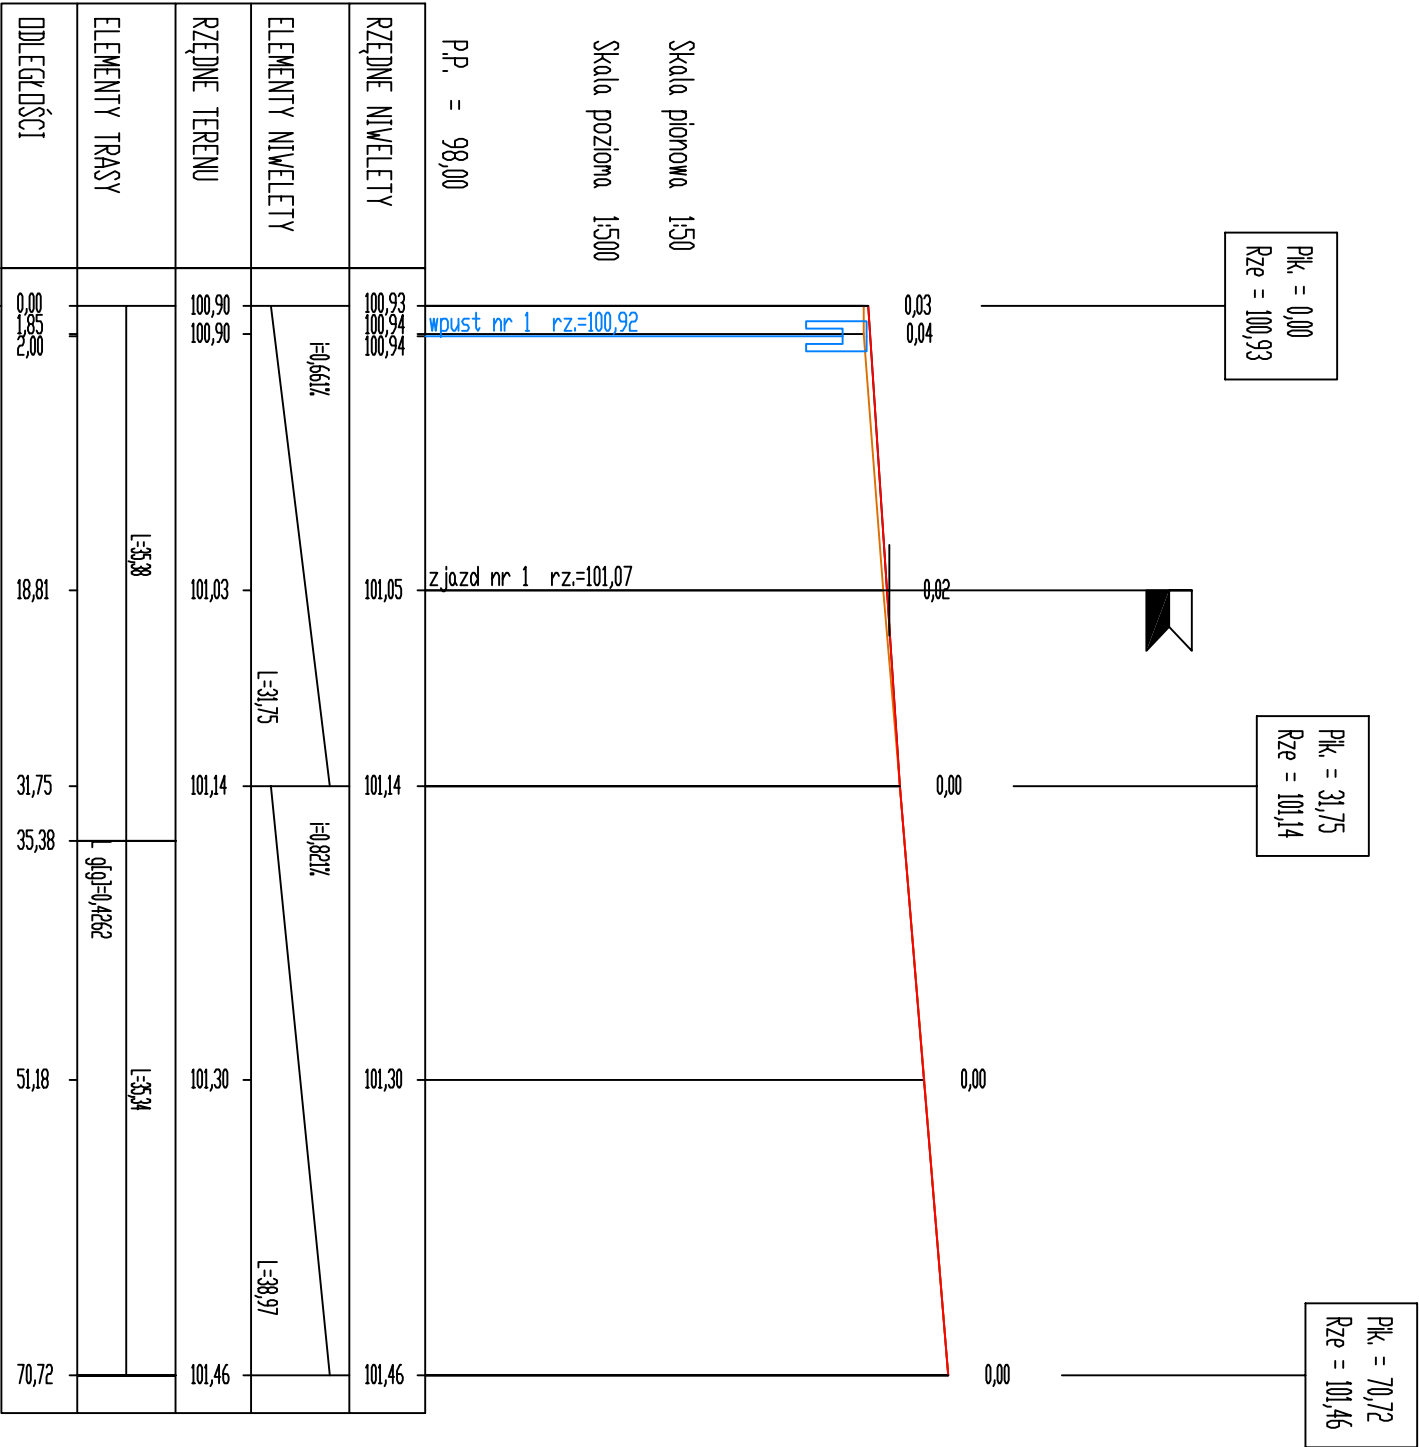 Pik. = 0,00
Rze = 100,93
Pik. = 31,75
Rze = 101,14
Pik. = 70,72
Rze = 101,46
Skala pionowa 1:50
Skala pozioma 1:500
P.P. = 98,00
0,03
0,04
0,02
0,00
0,00
0,00
wpust nr 1 rz.=100,92
zjazd nr 1 rz.=101,07
RZĘDNE NIWELETY
100,93
100,94
100,94
101,05
101,14
101,30
101,46
ELEMENTY NIWELETY
i=0,661%
L=31,75
i=0,821%
L=38,97
RZĘDNE TERENU
100,90
100,90
101,03
101,14
101,30
101,46
ELEMENTY TRASY
L=35,38
g[g]=0,4262
L=35,34
ODLEGŁOŚCI
0,00
1,85
2,00
18,81
31,75
35,38
51,18
70,72